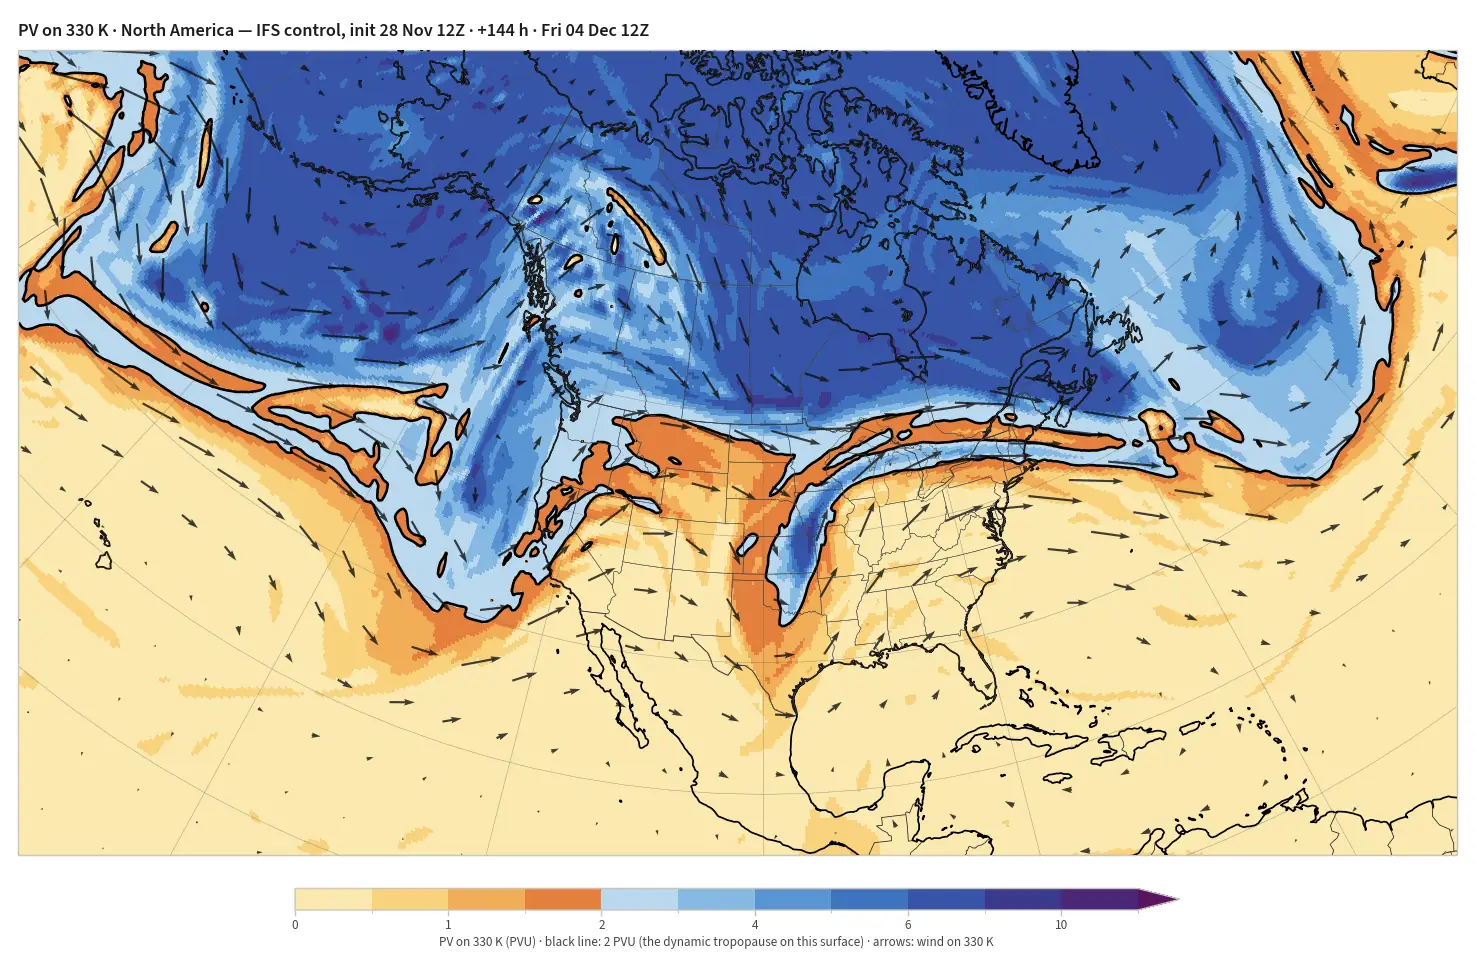 PV on 330 K · North America — IFS control, init 28 Nov 12Z · +144 h · Fri 04 Dec 12Z
0 1 2 4 6 10
PV on 330 K (PVU) · black line: 2 PVU (the dynamic tropopause on this surface) · arrows: wind on 330 K